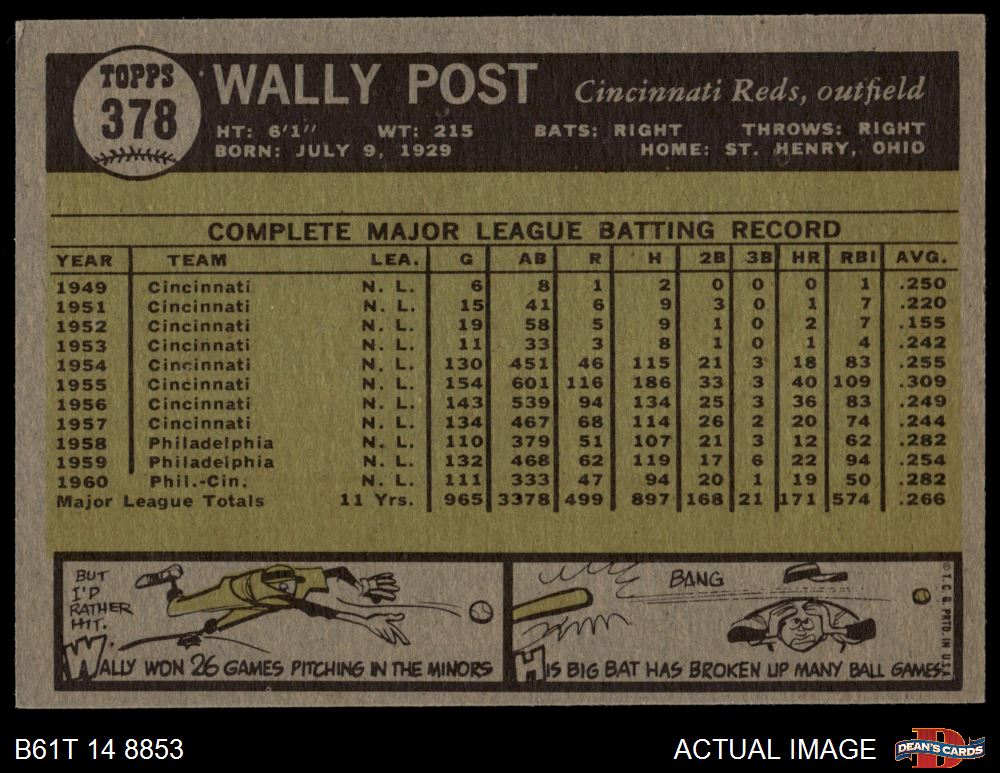 TOPPS
378
WALLY POST Cincinnati Reds, outfield
HT: 6'1" WT: 215 BATS: RIGHT THROWS: RIGHT
BORN: JULY 9, 1929 HOME: ST. HENRY, OHIO
COMPLETE MAJOR LEAGUE BATTING RECORD
YEAR TEAM LEA. G AB R H 2B 3B HR RBI AVG.
1949 Cincinnati N. L. 6 8 1 2 0 0 0 1 .250
1951 Cincinnati N. L. 15 41 6 9 3 0 1 7 .220
1952 Cincinnati N. L. 19 58 5 9 1 0 2 7 .155
1953 Cincinnati N. L. 11 33 3 8 1 0 1 4 .242
1954 Cincinnati N. L. 130 451 46 115 21 3 18 83 .255
1955 Cincinnati N. L. 154 601 116 186 33 3 40 109 .309
1956 Cincinnati N. L. 143 539 94 134 25 3 36 83 .249
1957 Cincinnati N. L. 134 467 68 114 26 2 20 74 .244
1958 Philadelphia N. L. 110 379 51 107 21 3 12 62 .282
1959 Philadelphia N. L. 132 468 62 119 17 6 22 94 .254
1960 Phil.-Cin. N. L. 111 333 47 94 20 1 19 50 .282
Major League Totals 11 Yrs. 965 3378 499 897 168 21 171 574 .266
BUT
I'D
RATHER
HIT.
WALLY WON 26 GAMES PITCHING IN THE MINORS
BANG
HIS BIG BAT HAS BROKEN UP MANY BALL GAMES.
© T.C.G. PRTD. IN U.S.A.
B61T 14 8853 ACTUAL IMAGE
D
DEAN'S CARDS